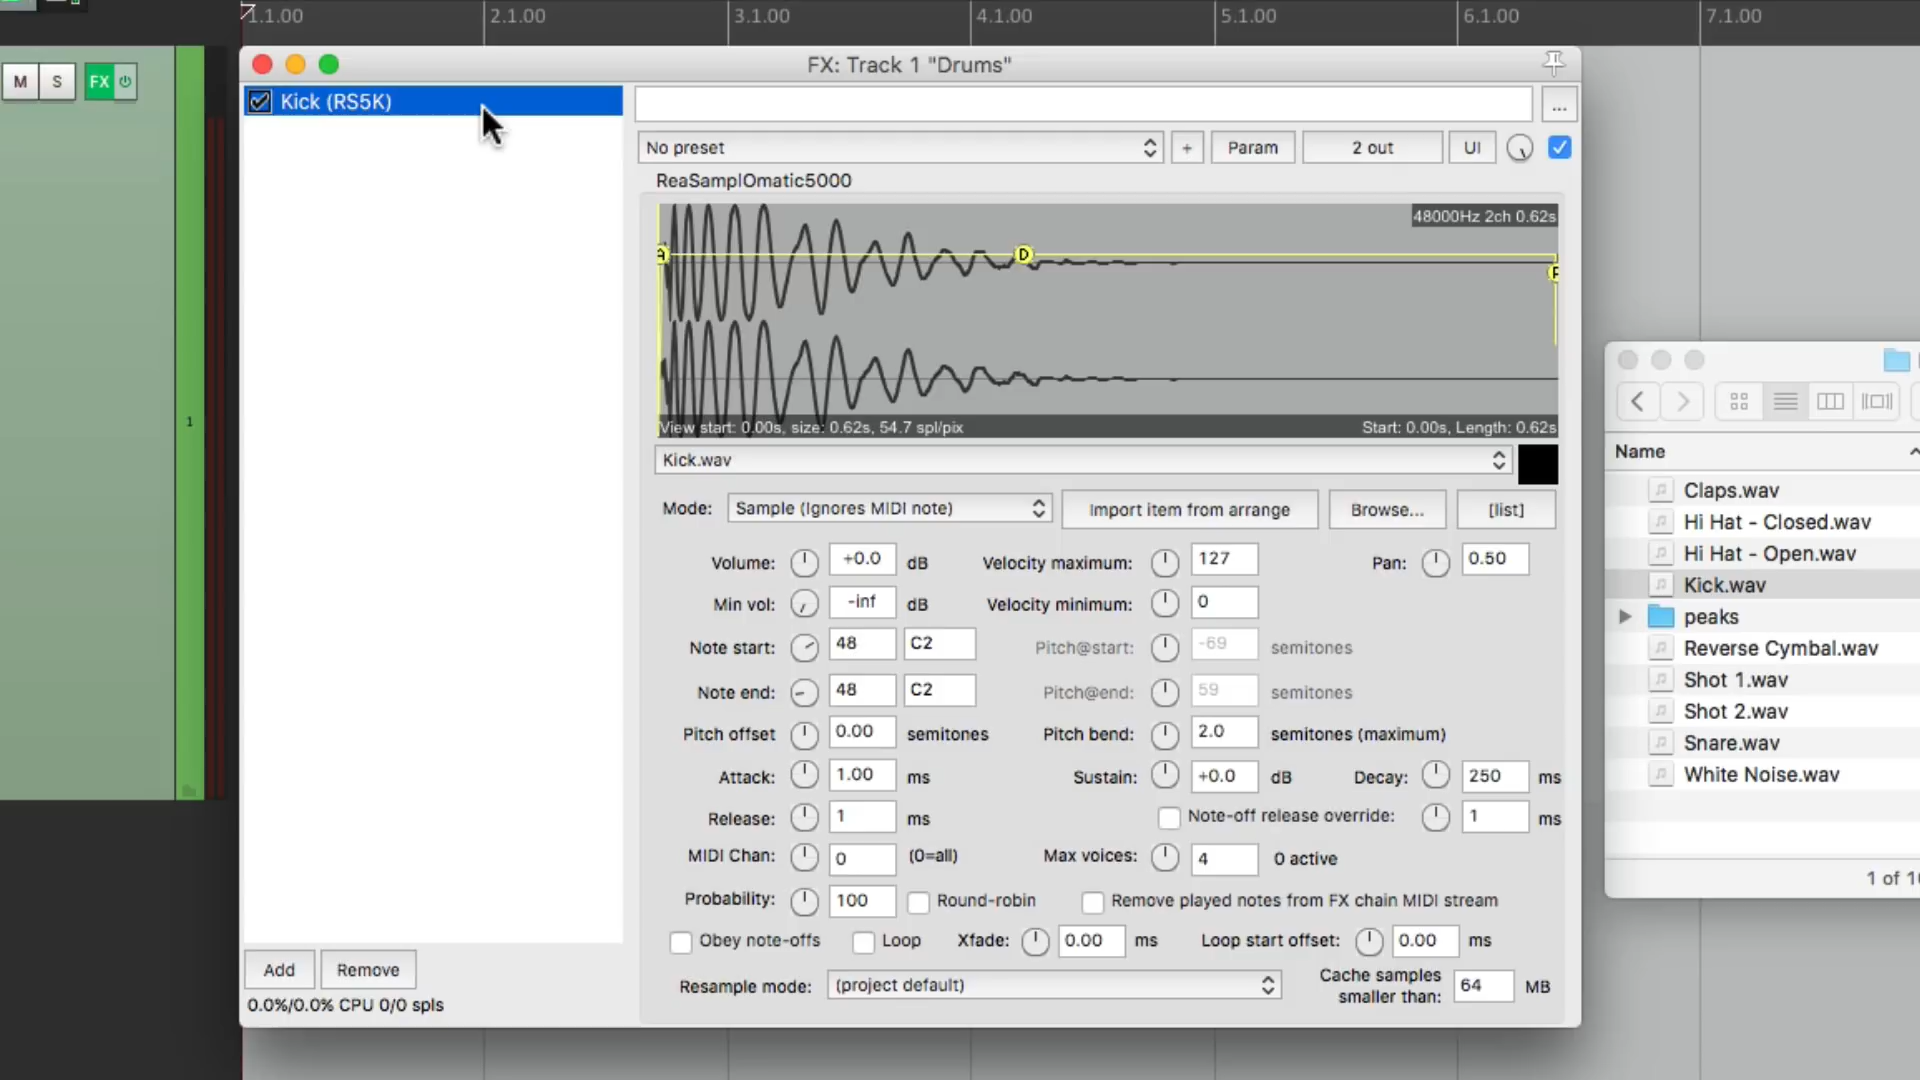 1.1.00 2.1.00 3.1.00 4.1.00 5.1.00 6.1.00 7.1.00
FX: Track 1 "Drums"
M S FX
Kick (RS5K)
...
No preset + Param 2 out UI
ReaSamplOmatic5000
48000Hz 2ch 0.62s
A D
View start: 0.00s, size: 0.62s, 54.7 spl/pix Start: 0.00s, Length: 0.62s
1
Kick.wav
Mode: Sample (Ignores MIDI note) Import item from arrange Browse... [list]
Volume: +0.0 dB Velocity maximum: 127 Pan: 0.50
Min vol: -inf dB Velocity minimum: 0
Note start: 48 C2 Pitch@start: -69 semitones
Note end: 48 C2 Pitch@end: 59 semitones
Pitch offset 0.00 semitones Pitch bend: 2.0 semitones (maximum)
Attack: 1.00 ms Sustain: +0.0 dB Decay: 250 ms
Release: 1 ms Note-off release override: 1 ms
MIDI Chan: 0 (0=all) Max voices: 4 0 active
Probability: 100 Round-robin Remove played notes from FX chain MIDI stream
Obey note-offs Loop Xfade: 0.00 ms Loop start offset: 0.00 ms
Resample mode: (project default) Cache samples smaller than: 64 MB
Add Remove
0.0%/0.0% CPU 0/0 spls
Name
Claps.wav
Hi Hat - Closed.wav
Hi Hat - Open.wav
Kick.wav
peaks
Reverse Cymbal.wav
Shot 1.wav
Shot 2.wav
Snare.wav
White Noise.wav
1 of